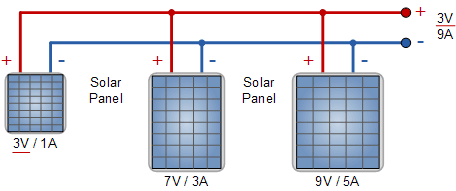 +
3V
9A
-
+ -
+ -
+ -
Solar
Panel
Solar
Panel
3V / 1A
7V / 3A
9V / 5A